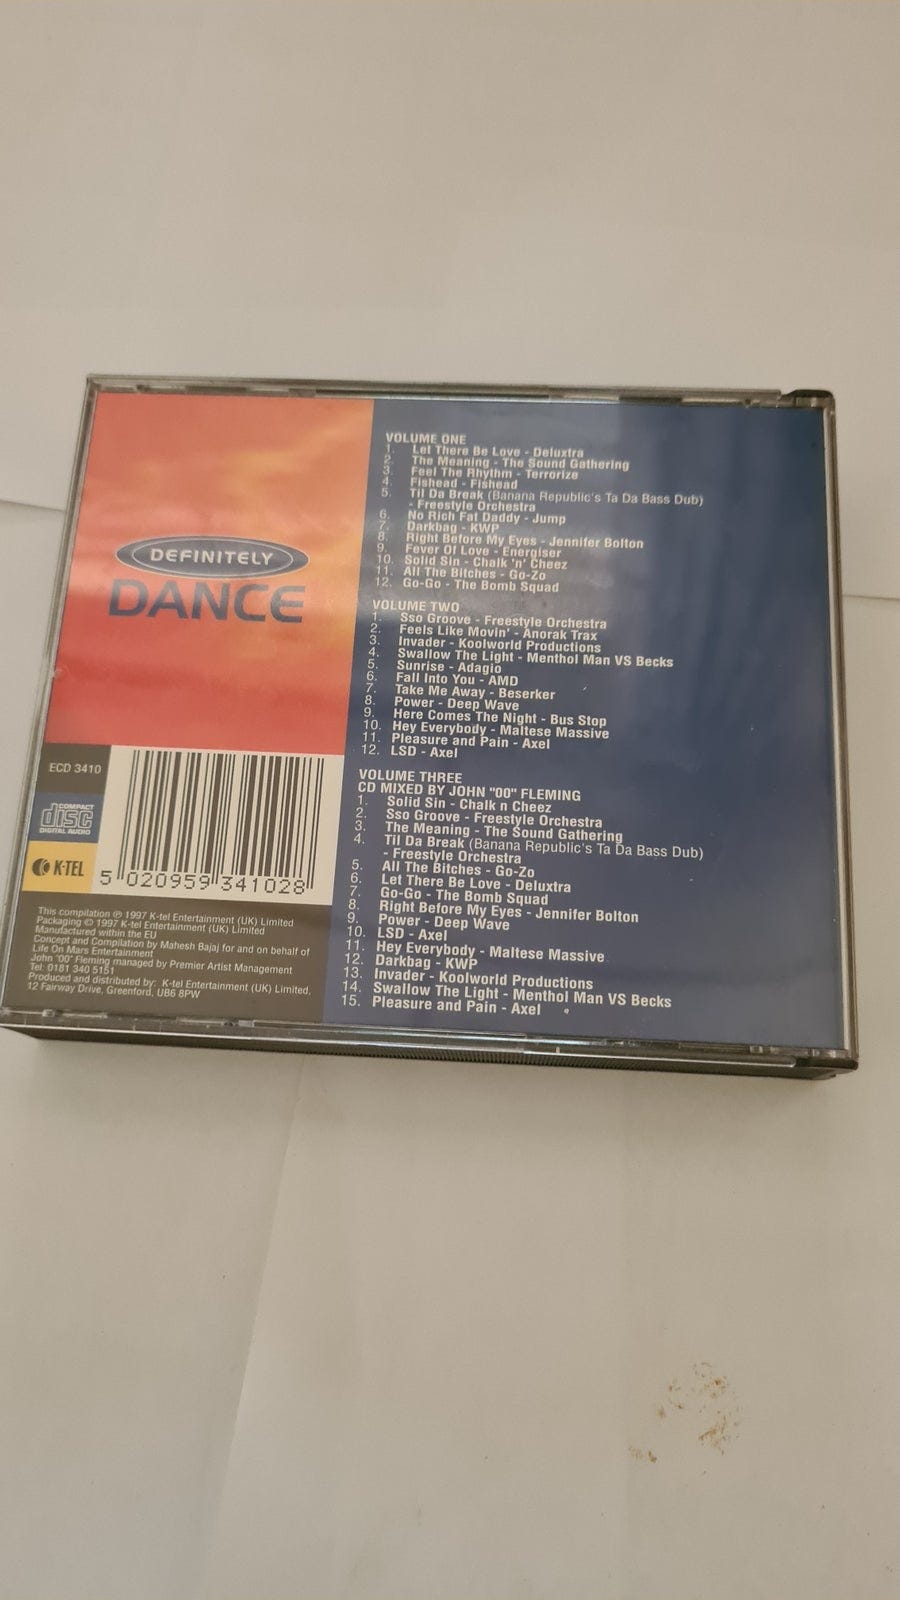 DEFINITELY
DANCE
ECD 3410
COMPACT
disc
DIGITAL AUDIO
K-TEL
5 020959 341028
This compilation ℗ 1997 K-tel Entertainment (UK) Limited
Packaging © 1997 K-tel Entertainment (UK) Limited
Manufactured within the EU
Concept and Compilation by Mahesh Bajaj for and on behalf of
Life On Mars Entertainment
John "00" Fleming managed by Premier Artist Management
Tel: 0181 340 5151
Produced and distributed by: K-tel Entertainment (UK) Limited.
12 Fairway Drive, Greenford, UB6 8PW
VOLUME ONE
1. Let There Be Love - Deluxtra
2. The Meaning - The Sound Gathering
3. Feel The Rhythm - Terrorize
4. Fishead - Fishead
5. Til Da Break (Banana Republic's Ta Da Bass Dub)
- Freestyle Orchestra
6. No Rich Fat Daddy - Jump
7. Darkbag - KWP
8. Right Before My Eyes - Jennifer Bolton
9. Fever Of Love - Energiser
10. Solid Sin - Chalk 'n' Cheez
11. All The Bitches - Go-Zo
12. Go-Go - The Bomb Squad
VOLUME TWO
1. Sso Groove - Freestyle Orchestra
2. Feels Like Movin' - Anorak Trax
3. Invader - Koolworld Productions
4. Swallow The Light - Menthol Man VS Becks
5. Sunrise - Adagio
6. Fall Into You - AMD
7. Take Me Away - Beserker
8. Power - Deep Wave
9. Here Comes The Night - Bus Stop
10. Hey Everybody - Maltese Massive
11. Pleasure and Pain - Axel
12. LSD - Axel
VOLUME THREE
CD MIXED BY JOHN "00" FLEMING
1. Solid Sin - Chalk n Cheez
2. Sso Groove - Freestyle Orchestra
3. The Meaning - The Sound Gathering
4. Til Da Break (Banana Republic's Ta Da Bass Dub)
- Freestyle Orchestra
5. All The Bitches - Go-Zo
6. Let There Be Love - Deluxtra
7. Go-Go - The Bomb Squad
8. Right Before My Eyes - Jennifer Bolton
9. Power - Deep Wave
10. LSD - Axel
11. Hey Everybody - Maltese Massive
12. Darkbag - KWP
13. Invader - Koolworld Productions
14. Swallow The Light - Menthol Man VS Becks
15. Pleasure and Pain - Axel